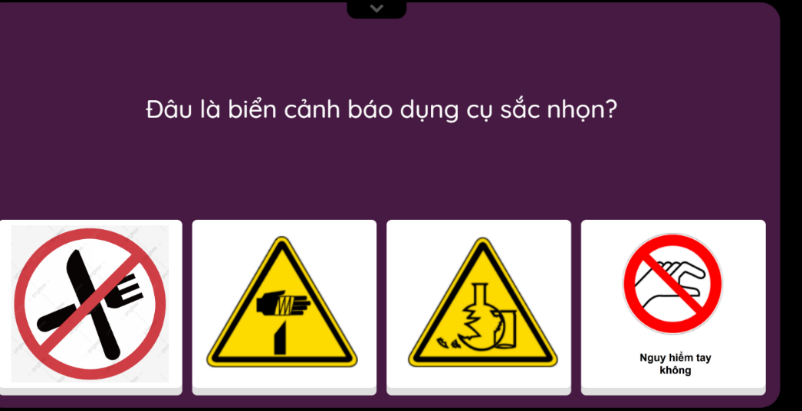 Đâu là biển cảnh báo dụng cụ sắc nhọn?
Nguy hiểm tay
không